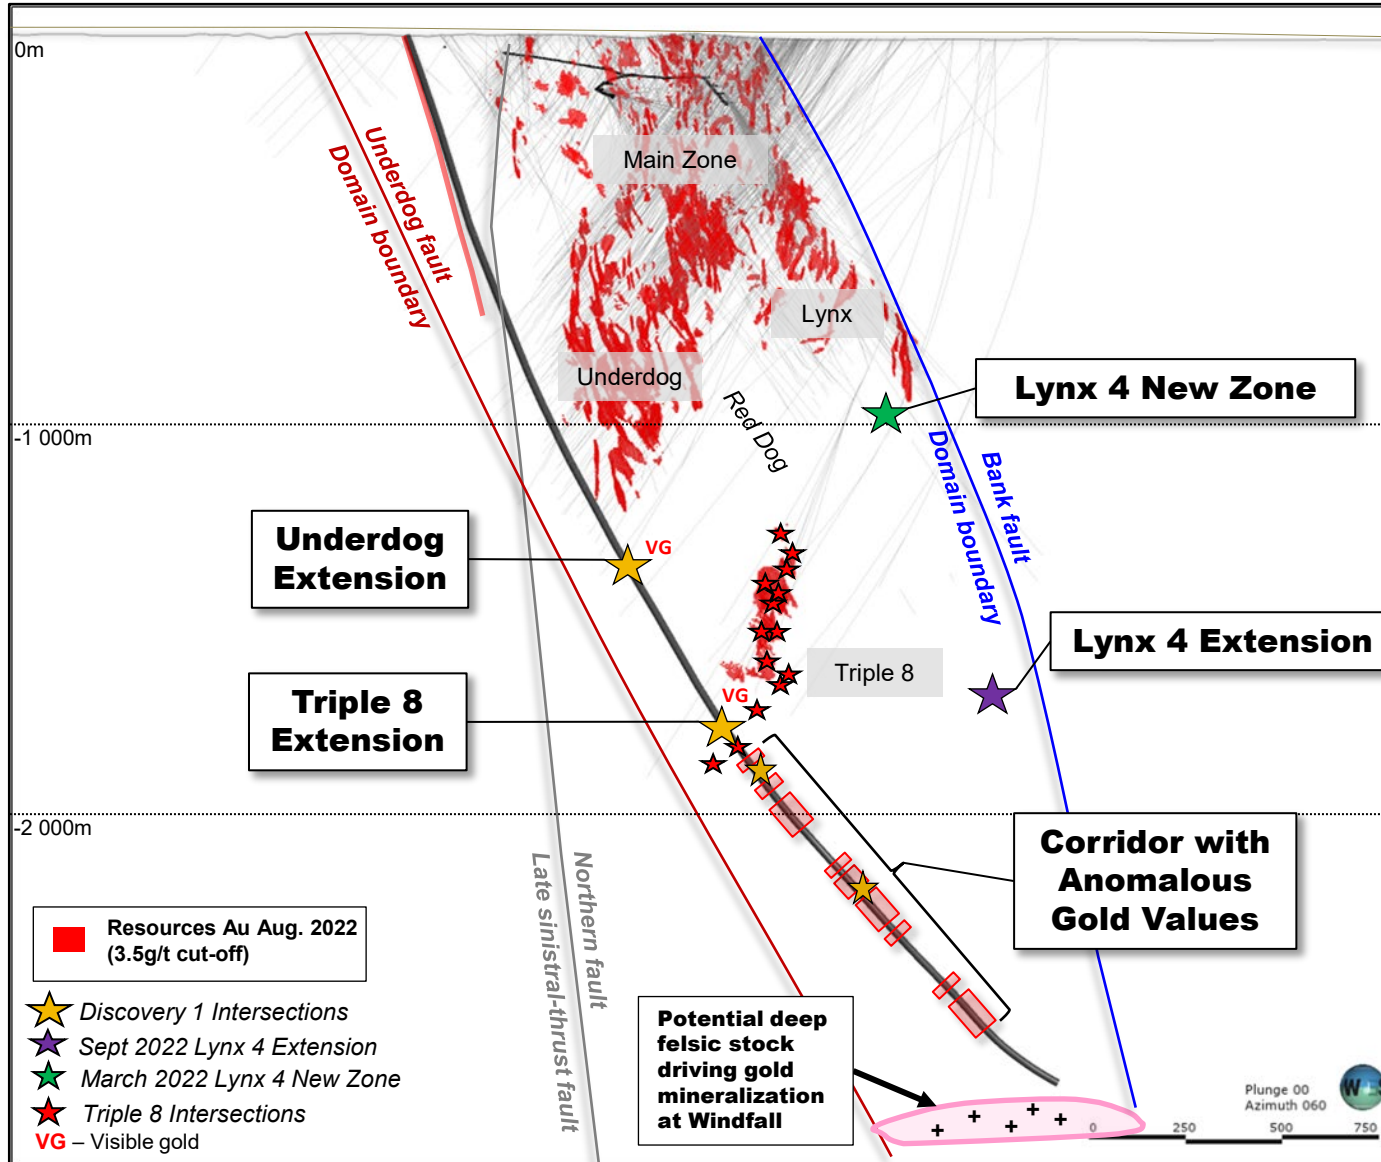 0m
Underdog fault
Domain boundary
Main Zone
Lynx
Underdog
Red Dog
Lynx 4 New Zone
-1 000m
Bank fault
Domain boundary
Underdog
Extension
VG
Lynx 4 Extension
Triple 8
Triple 8
Extension
VG
-2 000m
Corridor with
Anomalous
Gold Values
Northern fault
Late sinistral-thrust fault
Resources Au Aug. 2022
(3.5g/t cut-off)
Discovery 1 Intersections
Sept 2022 Lynx 4 Extension
March 2022 Lynx 4 New Zone
Triple 8 Intersections
VG – Visible gold
Potential deep
felsic stock
driving gold
mineralization
at Windfall
Plunge 00
Azimuth 060
W S
0 250 500 750